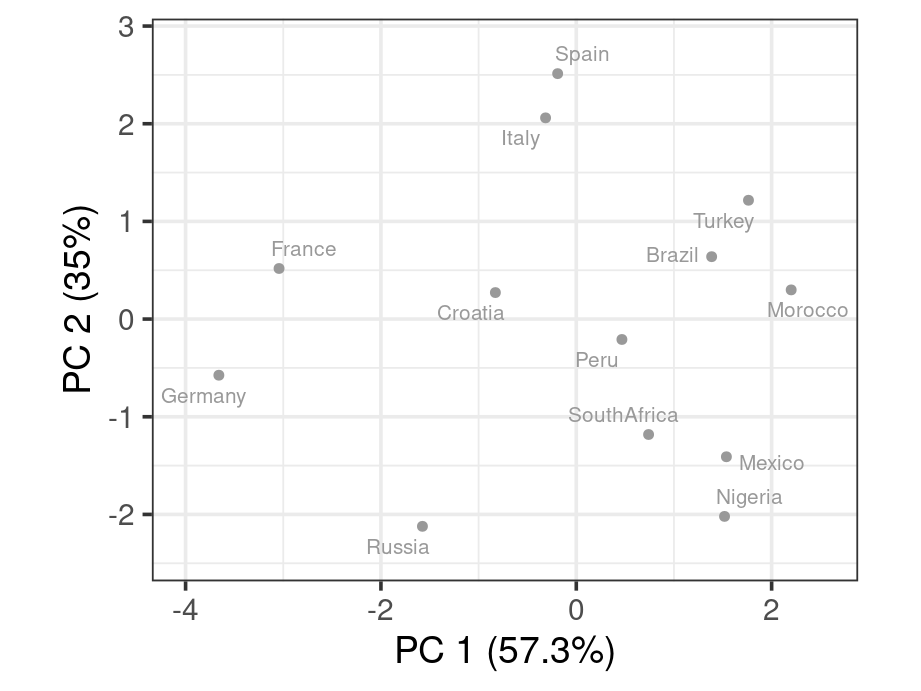 3
Spain
2
Italy
Turkey
1
France
Brazil
Croatia
Morocco
0
Peru
Germany
SouthAfrica
-1
Mexico
Nigeria
-2
Russia
-4 -2 0 2
PC 1 (57.3%)
PC 2 (35%)